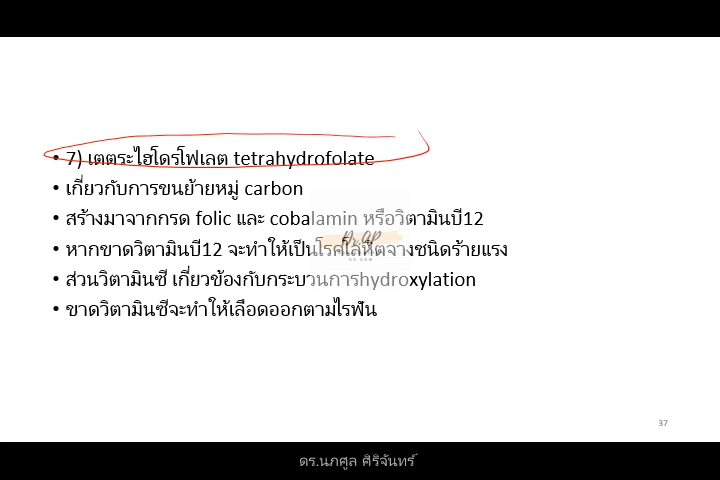 • 7) เตตระไฮโดรโฟเลต tetrahydrofolate
• เกี่ยวกับการขนย้ายหมู่ carbon
• สร้างมาจากกรด folic และ cobalamin หรือวิตามินบี12
• หากขาดวิตามินบี12 จะทำให้เป็นโรคโลหิตจางชนิดร้ายแรง
• ส่วนวิตามินซี เกี่ยวข้องกับกระบวนการhydroxylation
• ขาดวิตามินซีจะทำให้เลือดออกตามไรฟัน
37
ดร.นภศูล ศิริจันทร์